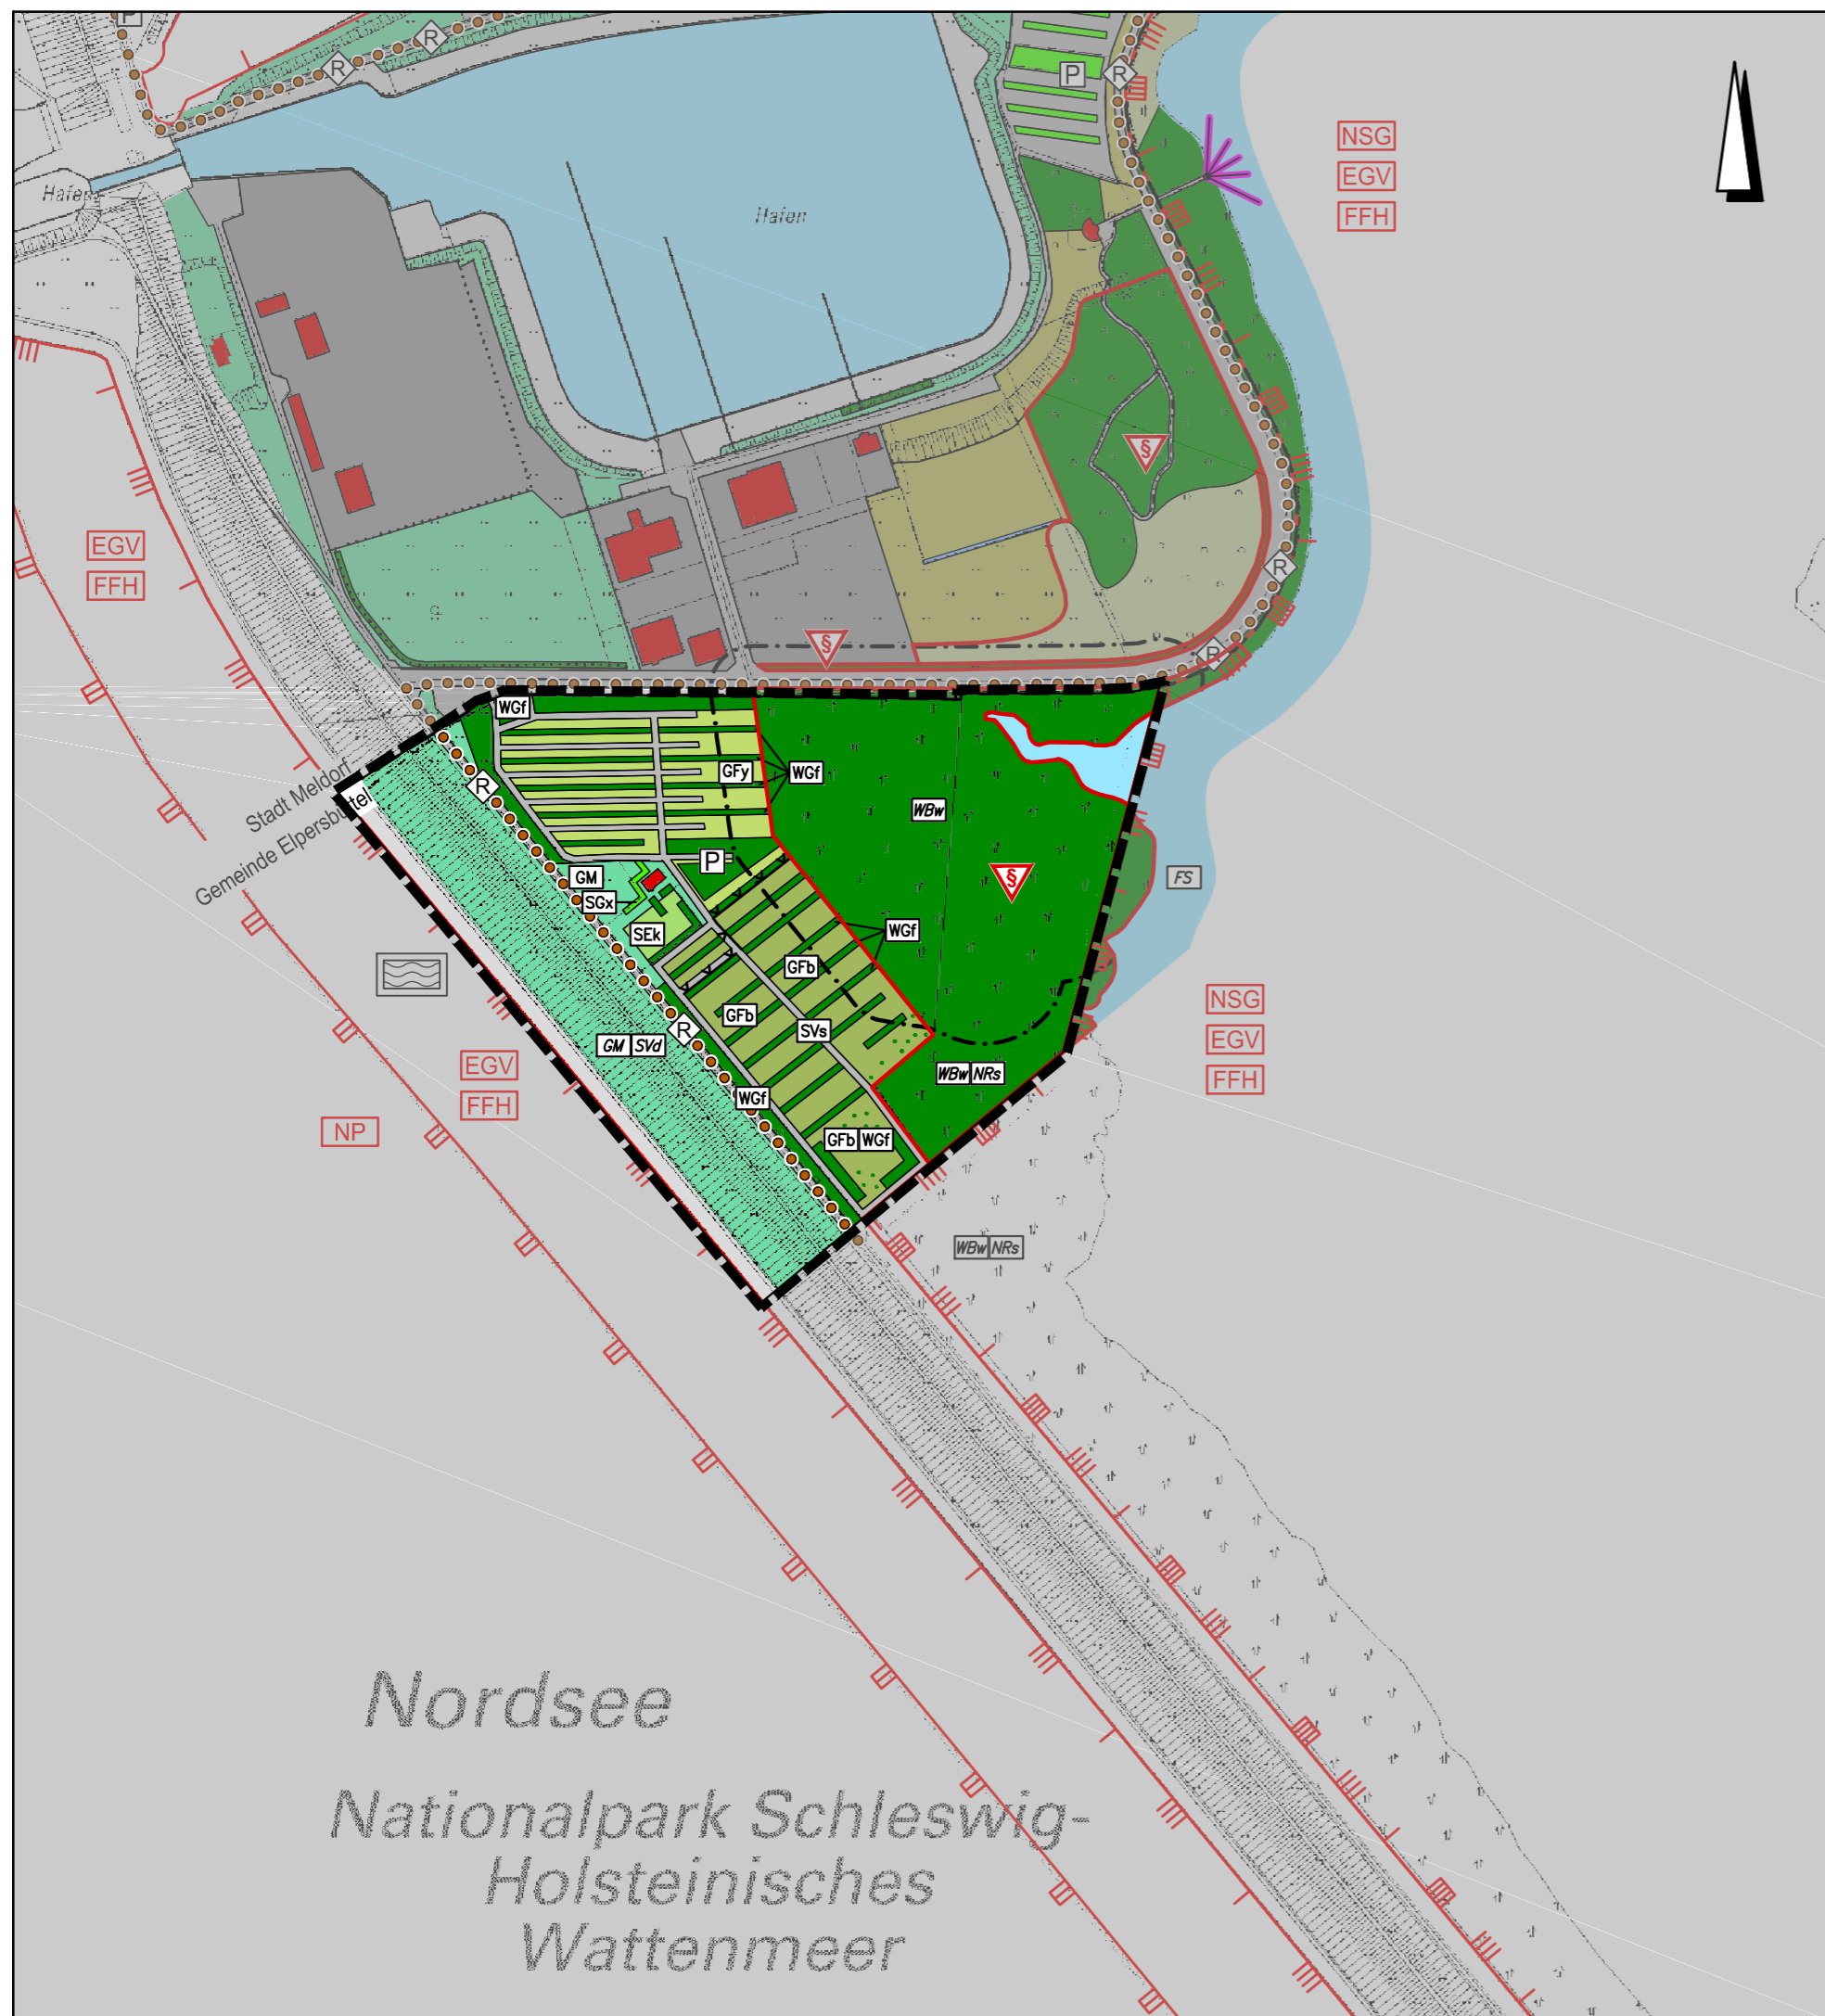 P
R
R
P
R
NSG
EGV
FFH
Hafen
Hafen
§
EGV
FFH
R
§
R
WGf
Stadt Meldorf
Gemeinde Elpersbüttel
R
GFy
WGf
WBw
P
GM
§
FS
SGx
SEk
WGf
GFb
GFb
SVs
R
GM SVd
NSG
EGV
FFH
EGV
FFH
WBw NRs
WGf
NP
GFb WGf
WBw NRs
Nordsee
Nationalpark Schleswig-
Holsteinisches
Wattenmeer